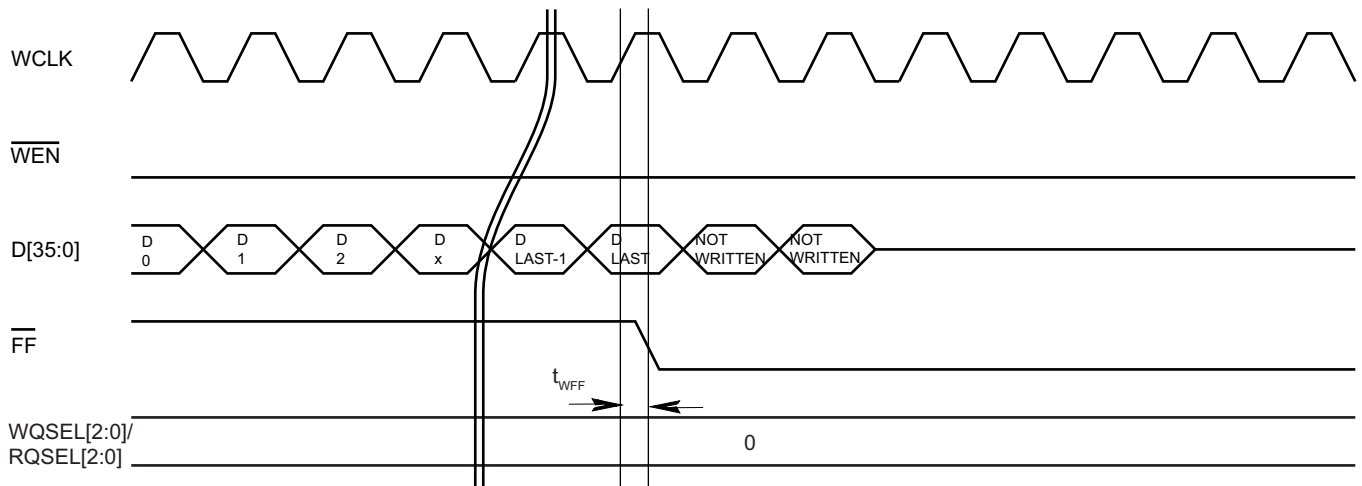 WCLK
WEN
D[35:0]
D
0
D
1
D
2
D
x
D
LAST-1
D
LAST
NOT
WRITTEN
NOT
WRITTEN
FF
tWFF
WQSEL[2:0]/
RQSEL[2:0]
0